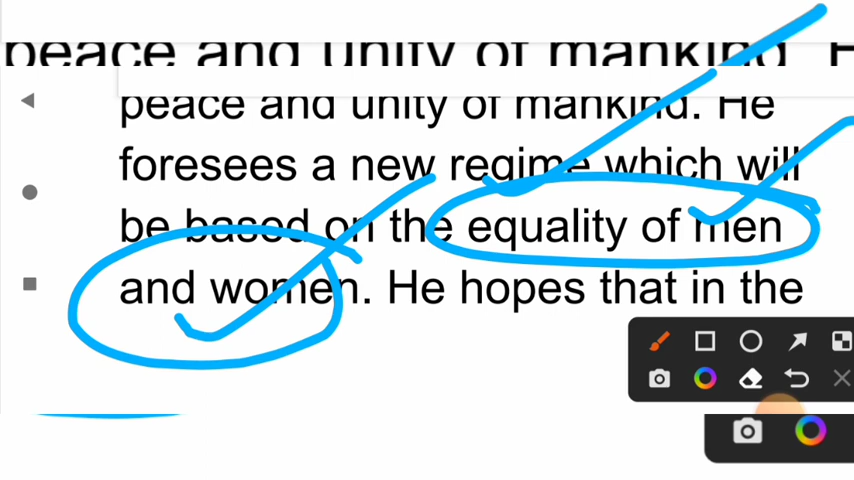 peace and unity of mankind. H
peace and unity of mankind. He
foresees a new regime which will
be based on the equality of men
and women. He hopes that in the